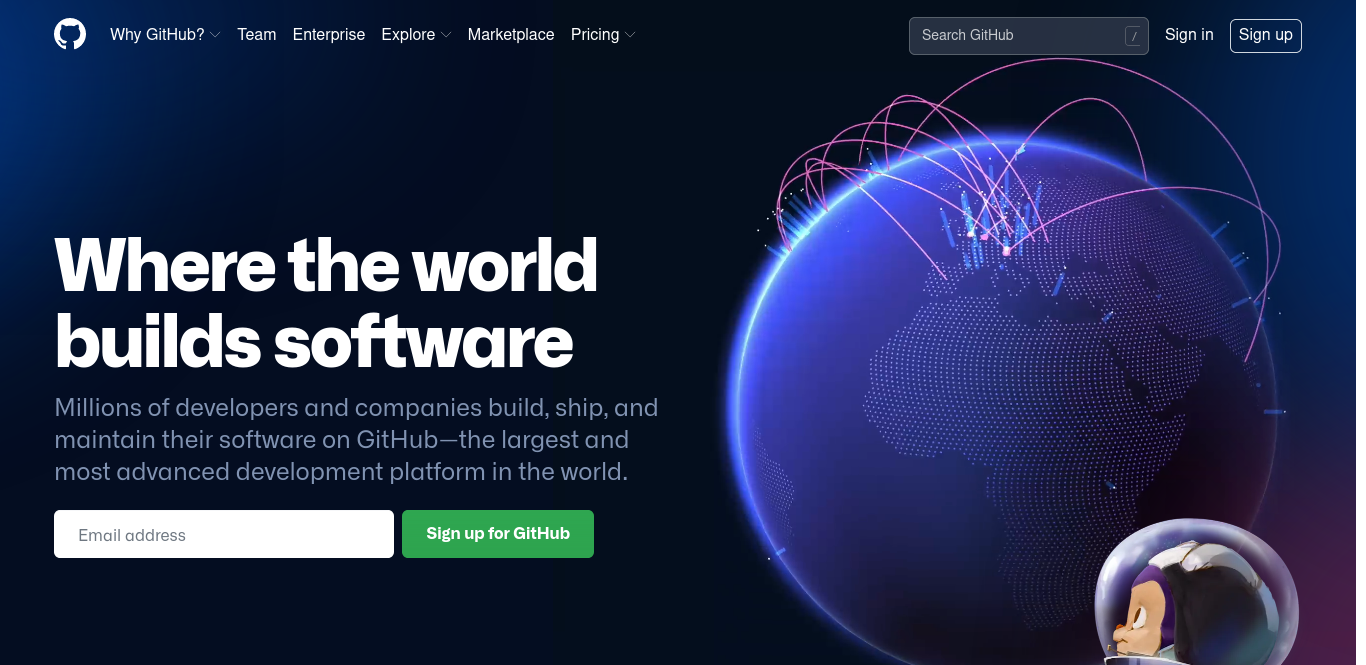 Why GitHub? Team Enterprise Explore Marketplace Pricing Search GitHub / Sign in Sign up
Where the world
builds software
Millions of developers and companies build, ship, and
maintain their software on GitHub—the largest and
most advanced development platform in the world.
Email address Sign up for GitHub